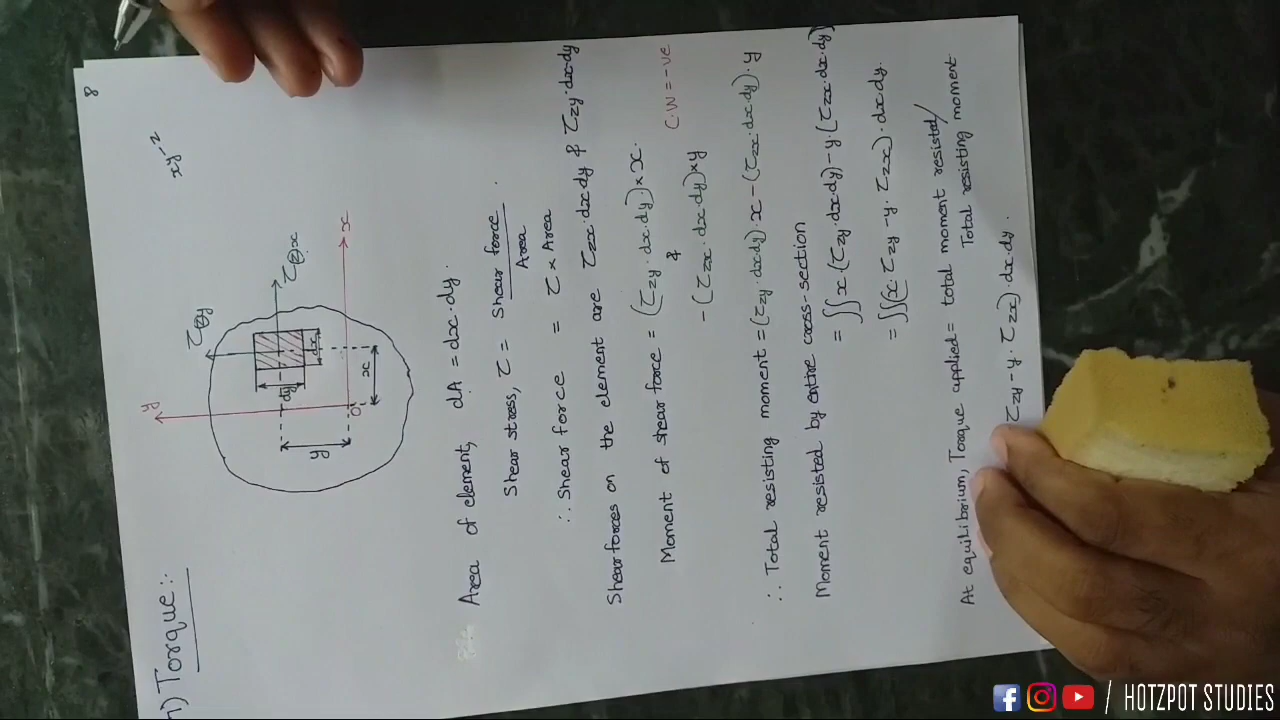 8
xy-2
7) Torque:-
y
τzy
τzx
dy
dx
y
x
O
x
Area of element, dA = dx·dy.
Shear stress, τ = Shear force / Area
∴ Shear force = τ × Area
Shear forces on the element are τzx·dx·dy & τzy·dx·dy
Moment of shear force = (τzy·dx·dy)×x.
&
-(τzx·dx·dy)×y
C.W = -ve
∴ Total resisting moment = (τzy·dx·dy)·x - (τzx·dx·dy)·y
Moment resisted by entire cross-section
= ∬ x(τzy·dx·dy) - y·(τzx·dx·dy)
= ∬(x·τzy - y·τzx)·dx·dy.
At equilibrium, Torque applied = total moment resisted/
Total resisting moment
τzy - y·τzx)·dx·dy.
/ HOTZPOT STUDIES